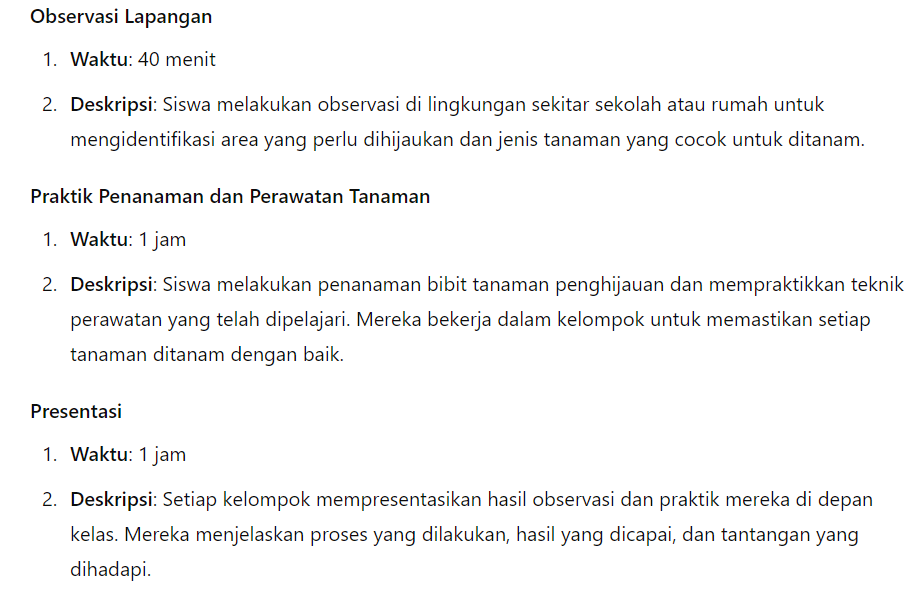 Observasi Lapangan
1. Waktu: 40 menit
2. Deskripsi: Siswa melakukan observasi di lingkungan sekitar sekolah atau rumah untuk
mengidentifikasi area yang perlu dihijaukan dan jenis tanaman yang cocok untuk ditanam.
Praktik Penanaman dan Perawatan Tanaman
1. Waktu: 1 jam
2. Deskripsi: Siswa melakukan penanaman bibit tanaman penghijauan dan mempraktikkan teknik
perawatan yang telah dipelajari. Mereka bekerja dalam kelompok untuk memastikan setiap
tanaman ditanam dengan baik.
Presentasi
1. Waktu: 1 jam
2. Deskripsi: Setiap kelompok mempresentasikan hasil observasi dan praktik mereka di depan
kelas. Mereka menjelaskan proses yang dilakukan, hasil yang dicapai, dan tantangan yang
dihadapi.